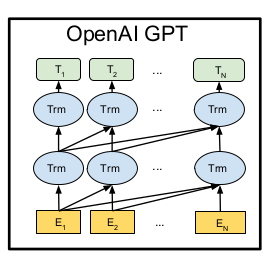 OpenAI GPT
T1 T2 ... TN
Trm Trm ... Trm
Trm Trm ... Trm
E1 E2 ... EN